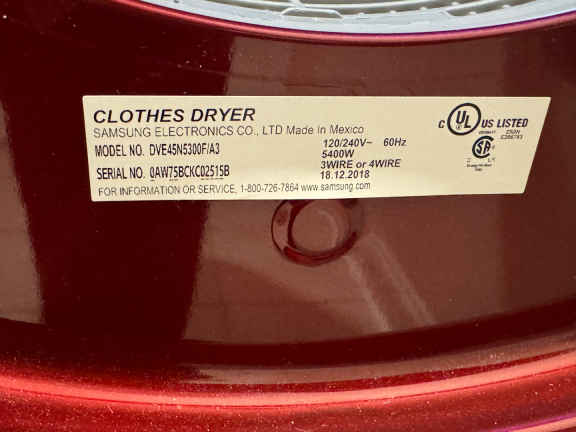 CLOTHES DRYER
SAMSUNG ELECTRONICS CO., LTD Made In Mexico
MODEL NO. DVE45N5300F/A3
120/240V~ 60Hz
5400W
3WIRE or 4WIRE
SERIAL NO. 0AW75BCKC02515B
18.12.2018
FOR INFORMATION OR SERVICE, 1-800-726-7864 www.samsung.com
C UL US LISTED
SA